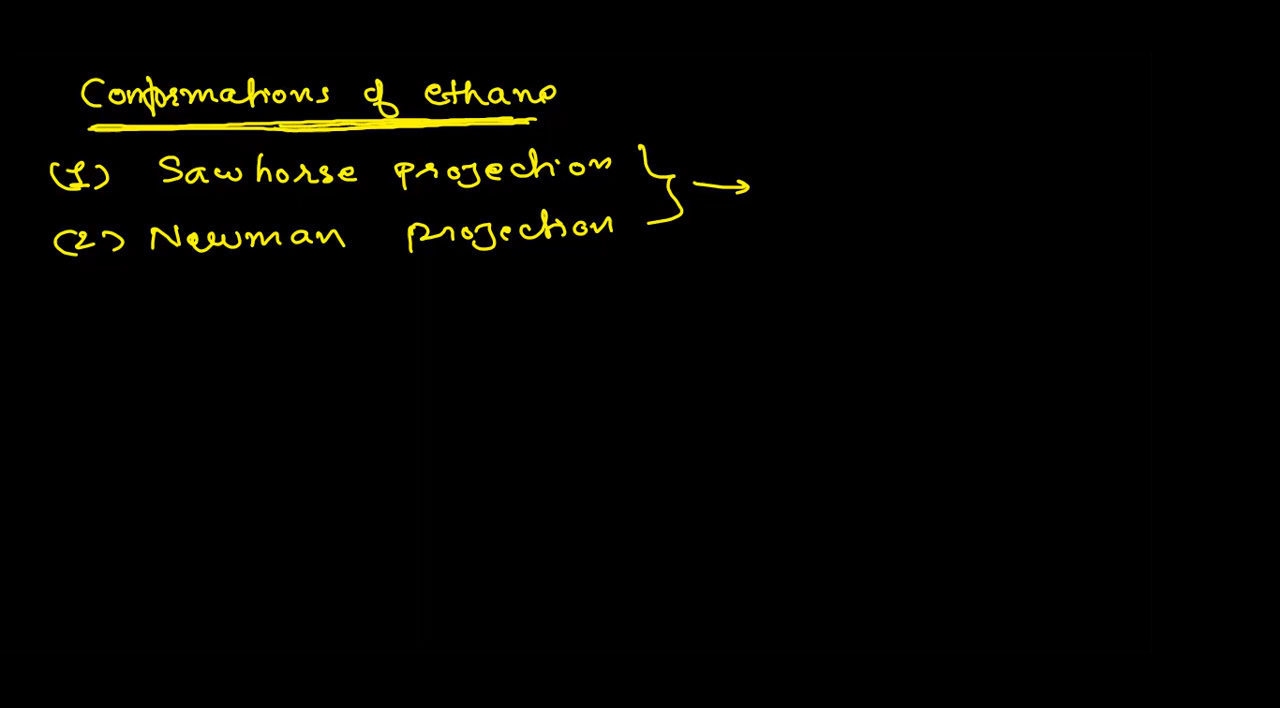 Conformations of ethane
(1) Sawhorse projection
(2) Newman projection